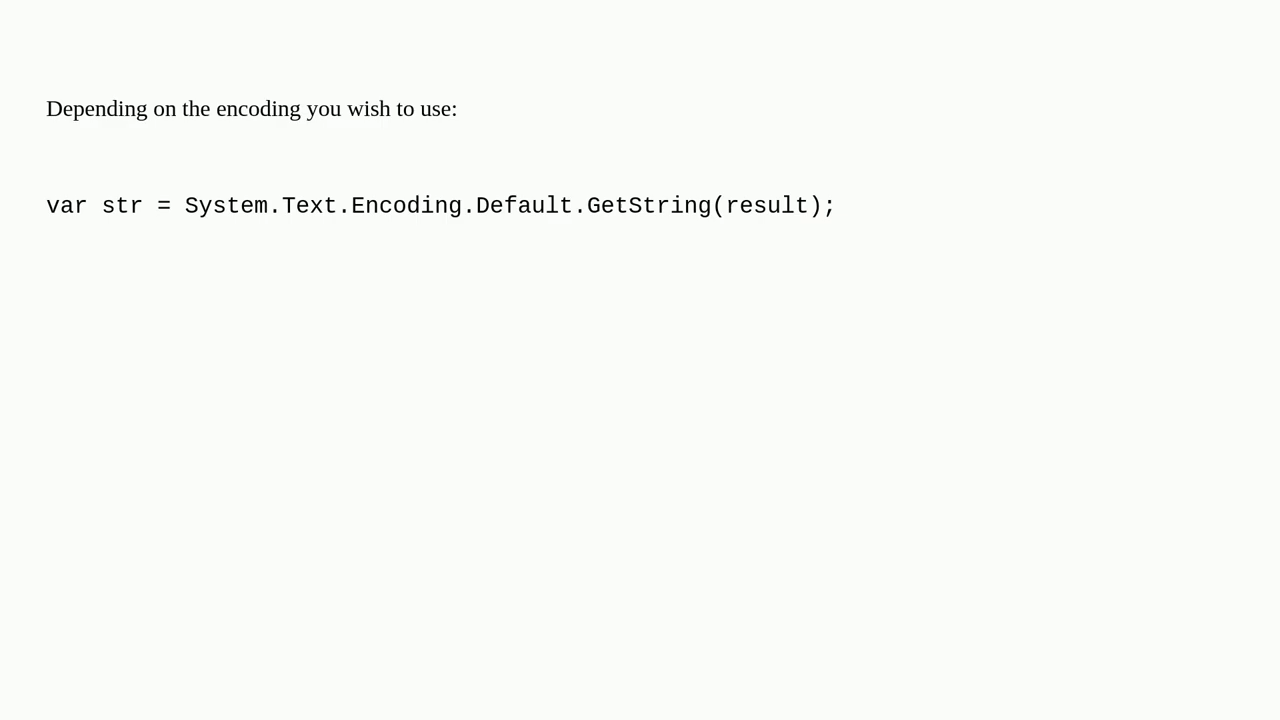 Depending on the encoding you wish to use:
var str = System.Text.Encoding.Default.GetString(result);